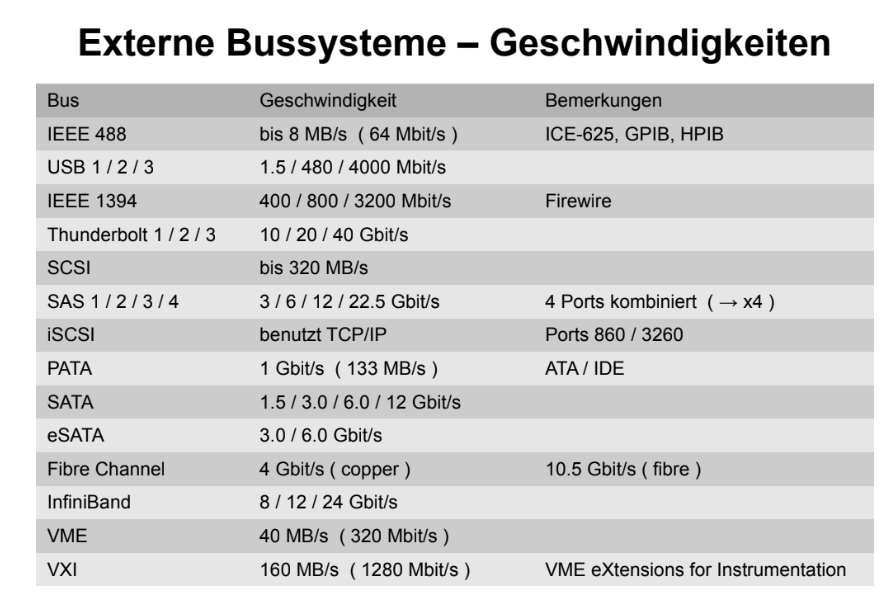 Externe Bussysteme – Geschwindigkeiten
Bus Geschwindigkeit Bemerkungen
IEEE 488 bis 8 MB/s ( 64 Mbit/s ) ICE-625, GPIB, HPIB
USB 1 / 2 / 3 1.5 / 480 / 4000 Mbit/s
IEEE 1394 400 / 800 / 3200 Mbit/s Firewire
Thunderbolt 1 / 2 / 3 10 / 20 / 40 Gbit/s
SCSI bis 320 MB/s
SAS 1 / 2 / 3 / 4 3 / 6 / 12 / 22.5 Gbit/s 4 Ports kombiniert ( → x4 )
iSCSI benutzt TCP/IP Ports 860 / 3260
PATA 1 Gbit/s ( 133 MB/s ) ATA / IDE
SATA 1.5 / 3.0 / 6.0 / 12 Gbit/s
eSATA 3.0 / 6.0 Gbit/s
Fibre Channel 4 Gbit/s ( copper ) 10.5 Gbit/s ( fibre )
InfiniBand 8 / 12 / 24 Gbit/s
VME 40 MB/s ( 320 Mbit/s )
VXI 160 MB/s ( 1280 Mbit/s ) VME eXtensions for Instrumentation